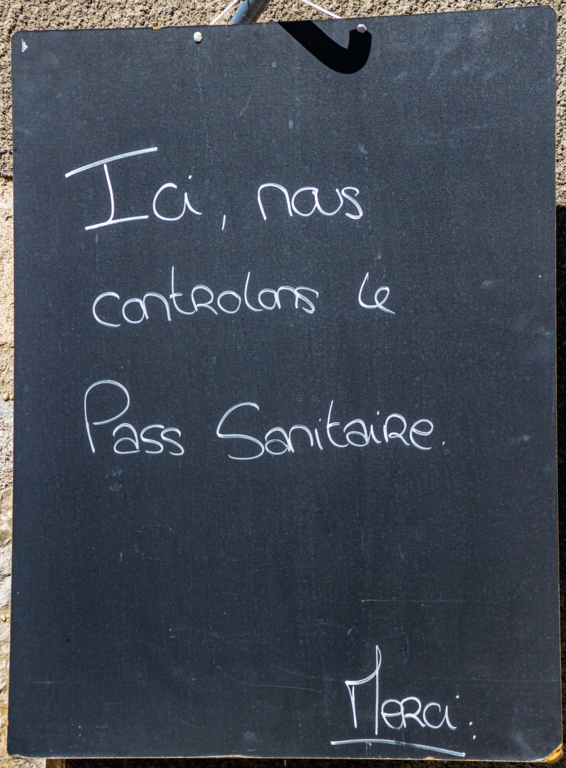 Ici, nous
controlons le
Pass Sanitaire.
Merci.